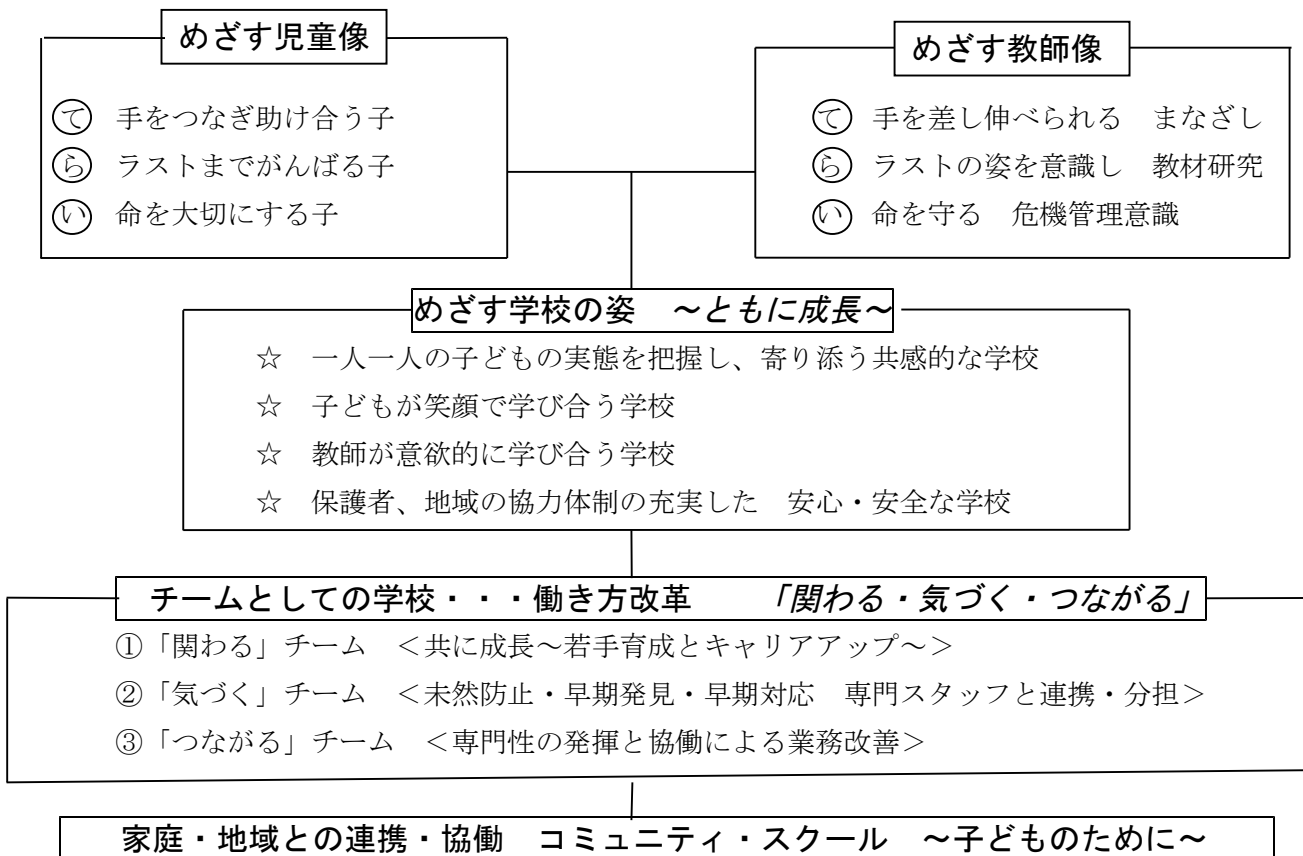 めざす児童像
て 手をつなぎ助け合う子
ら ラストまでがんばる子
い 命を大切にする子
めざす教師像
て 手を差し伸べられる　まなざし
ら ラストの姿を意識し　教材研究
い 命を守る　危機管理意識
めざす学校の姿　～ともに成長～
☆　一人一人の子どもの実態を把握し、寄り添う共感的な学校
☆　子どもが笑顔で学び合う学校
☆　教師が意欲的に学び合う学校
☆　保護者、地域の協力体制の充実した　安心・安全な学校
チームとしての学校・・・働き方改革　　「関わる・気づく・つながる」
①「関わる」チーム　＜共に成長～若手育成とキャリアアップ～＞
②「気づく」チーム　＜未然防止・早期発見・早期対応　専門スタッフと連携・分担＞
③「つながる」チーム　＜専門性の発揮と協働による業務改善＞
家庭・地域との連携・協働　コミュニティ・スクール　～子どものために～